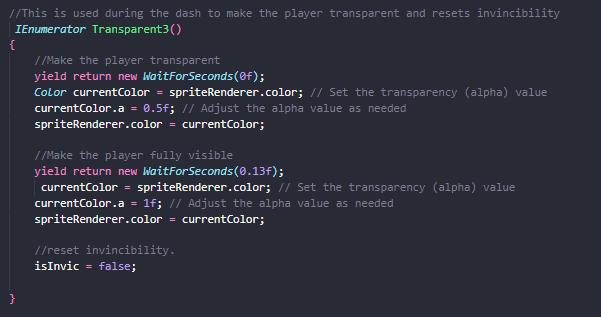 //This is used during the dash to make the player transparent and resets invincibility
IEnumerator Transparent3()
{
//Make the player transparent
yield return new WaitForSeconds(0f);
Color currentColor = spriteRenderer.color; // Set the transparency (alpha) value
currentColor.a = 0.5f; // Adjust the alpha value as needed
spriteRenderer.color = currentColor;
//Make the player fully visible
yield return new WaitForSeconds(0.13f);
currentColor = spriteRenderer.color; // Set the transparency (alpha) value
currentColor.a = 1f; // Adjust the alpha value as needed
spriteRenderer.color = currentColor;
//reset invincibility.
isInvic = false;
}